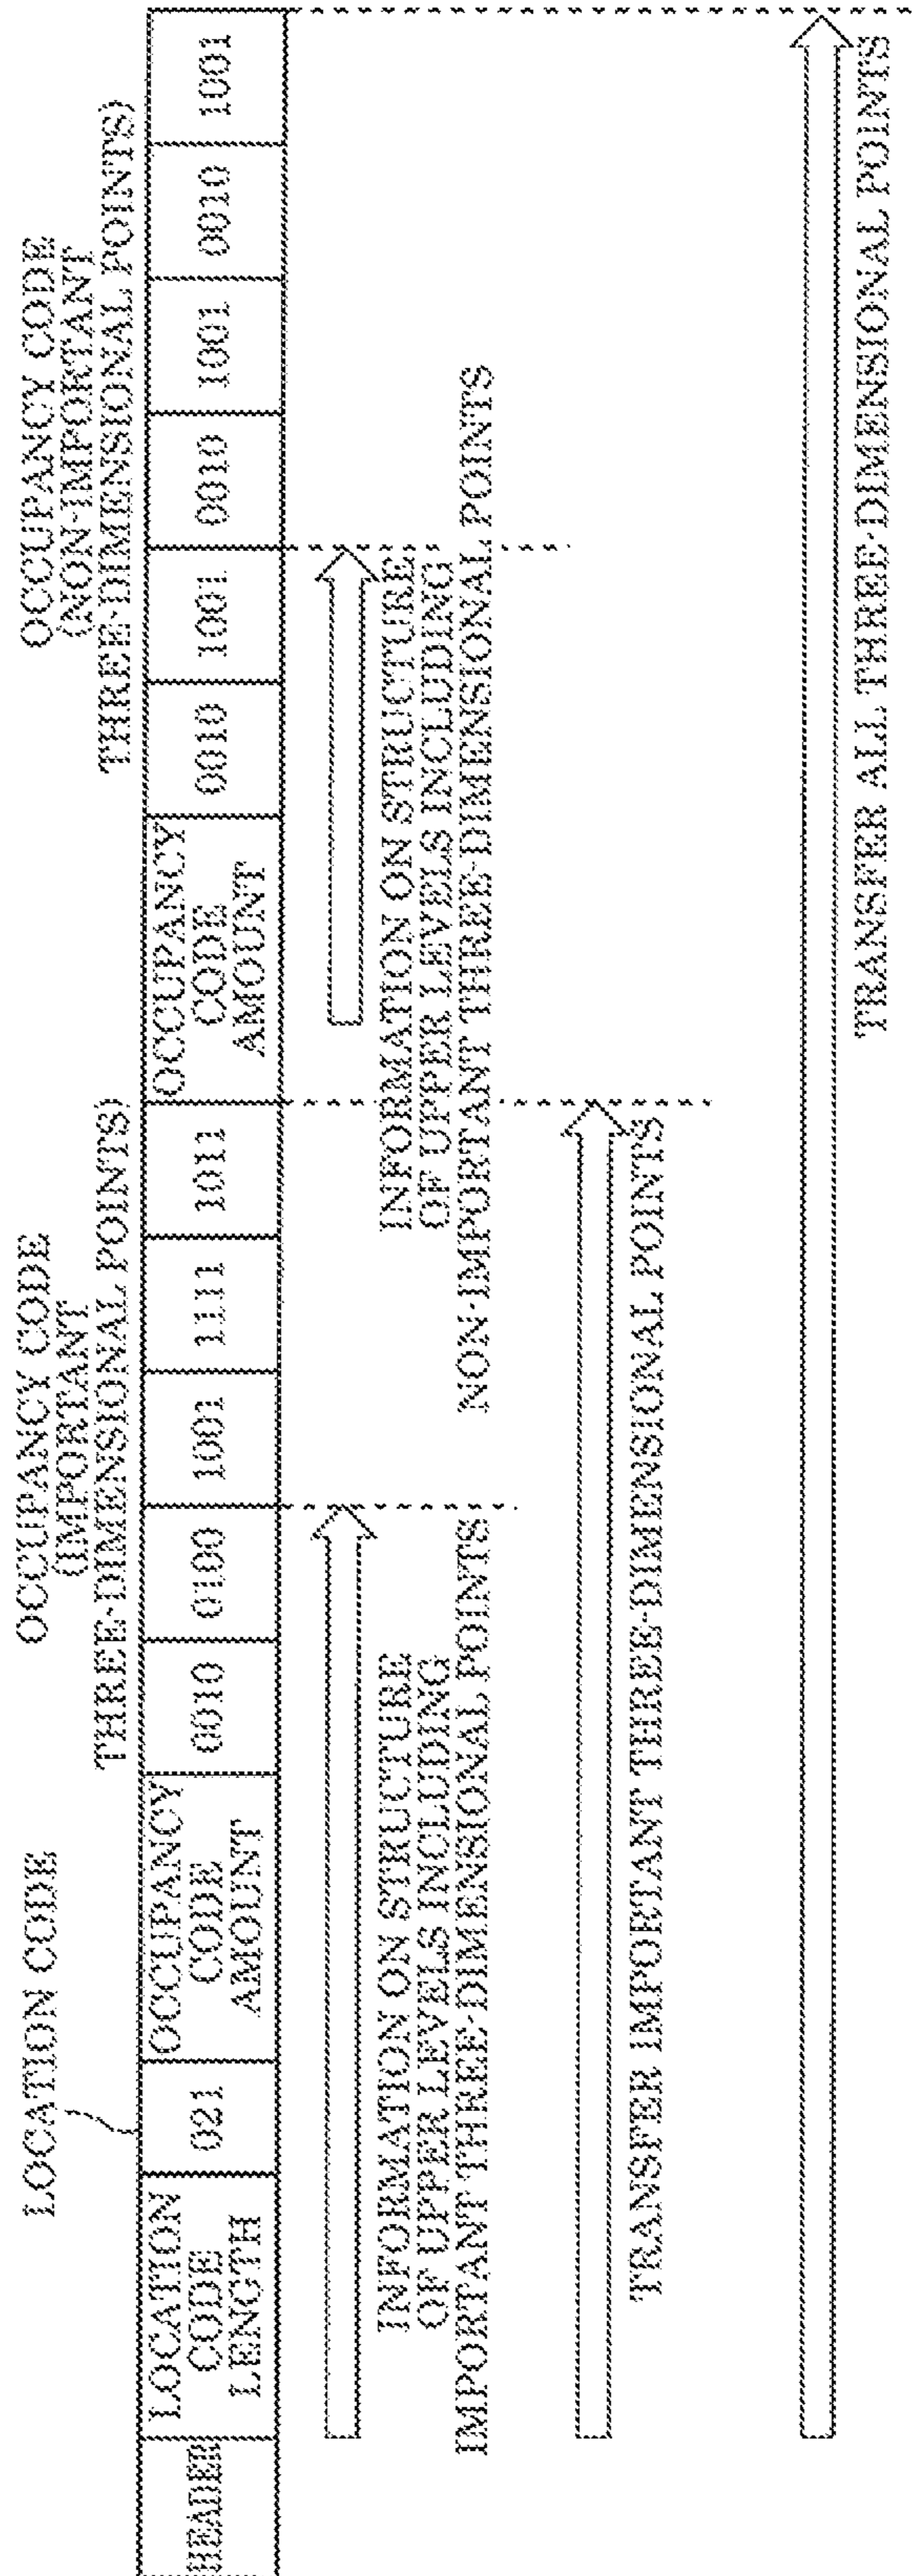 LOCATION CODE
OCCUPANCY CODE
(IMPORTANT
THREE-DIMENSIONAL POINTS)
OCCUPANCY CODE
(NON-IMPORTANT
THREE-DIMENSIONAL POINTS)
HEADER
LOCATION
CODE
LENGTH
021
OCCUPANCY
CODE
AMOUNT
0010
0100
1001
1111
1011
OCCUPANCY
CODE
AMOUNT
0010
1001
0010
1001
0010
1001
INFORMATION ON STRUCTURE
OF UPPER LEVELS INCLUDING
IMPORTANT THREE-DIMENSIONAL POINTS
INFORMATION ON STRUCTURE
OF UPPER LEVELS INCLUDING
NON-IMPORTANT THREE-DIMENSIONAL POINTS
TRANSFER IMPORTANT THREE-DIMENSIONAL POINTS
TRANSFER ALL THREE-DIMENSIONAL POINTS